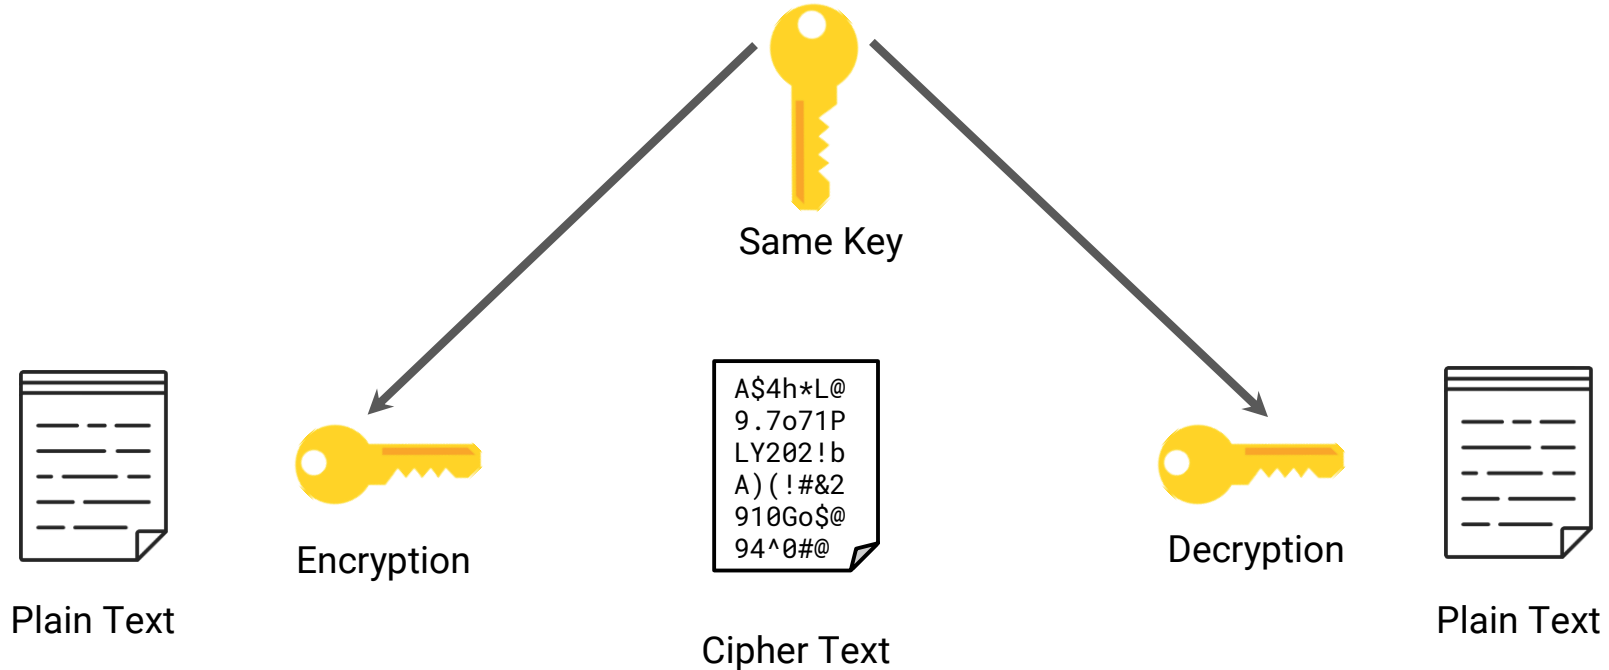 Same Key
A$4h*L@
9.7o71P
LY202!b
A)(!#&2
910Go$@
94^0#@
Encryption
Decryption
Plain Text
Plain Text
Cipher Text